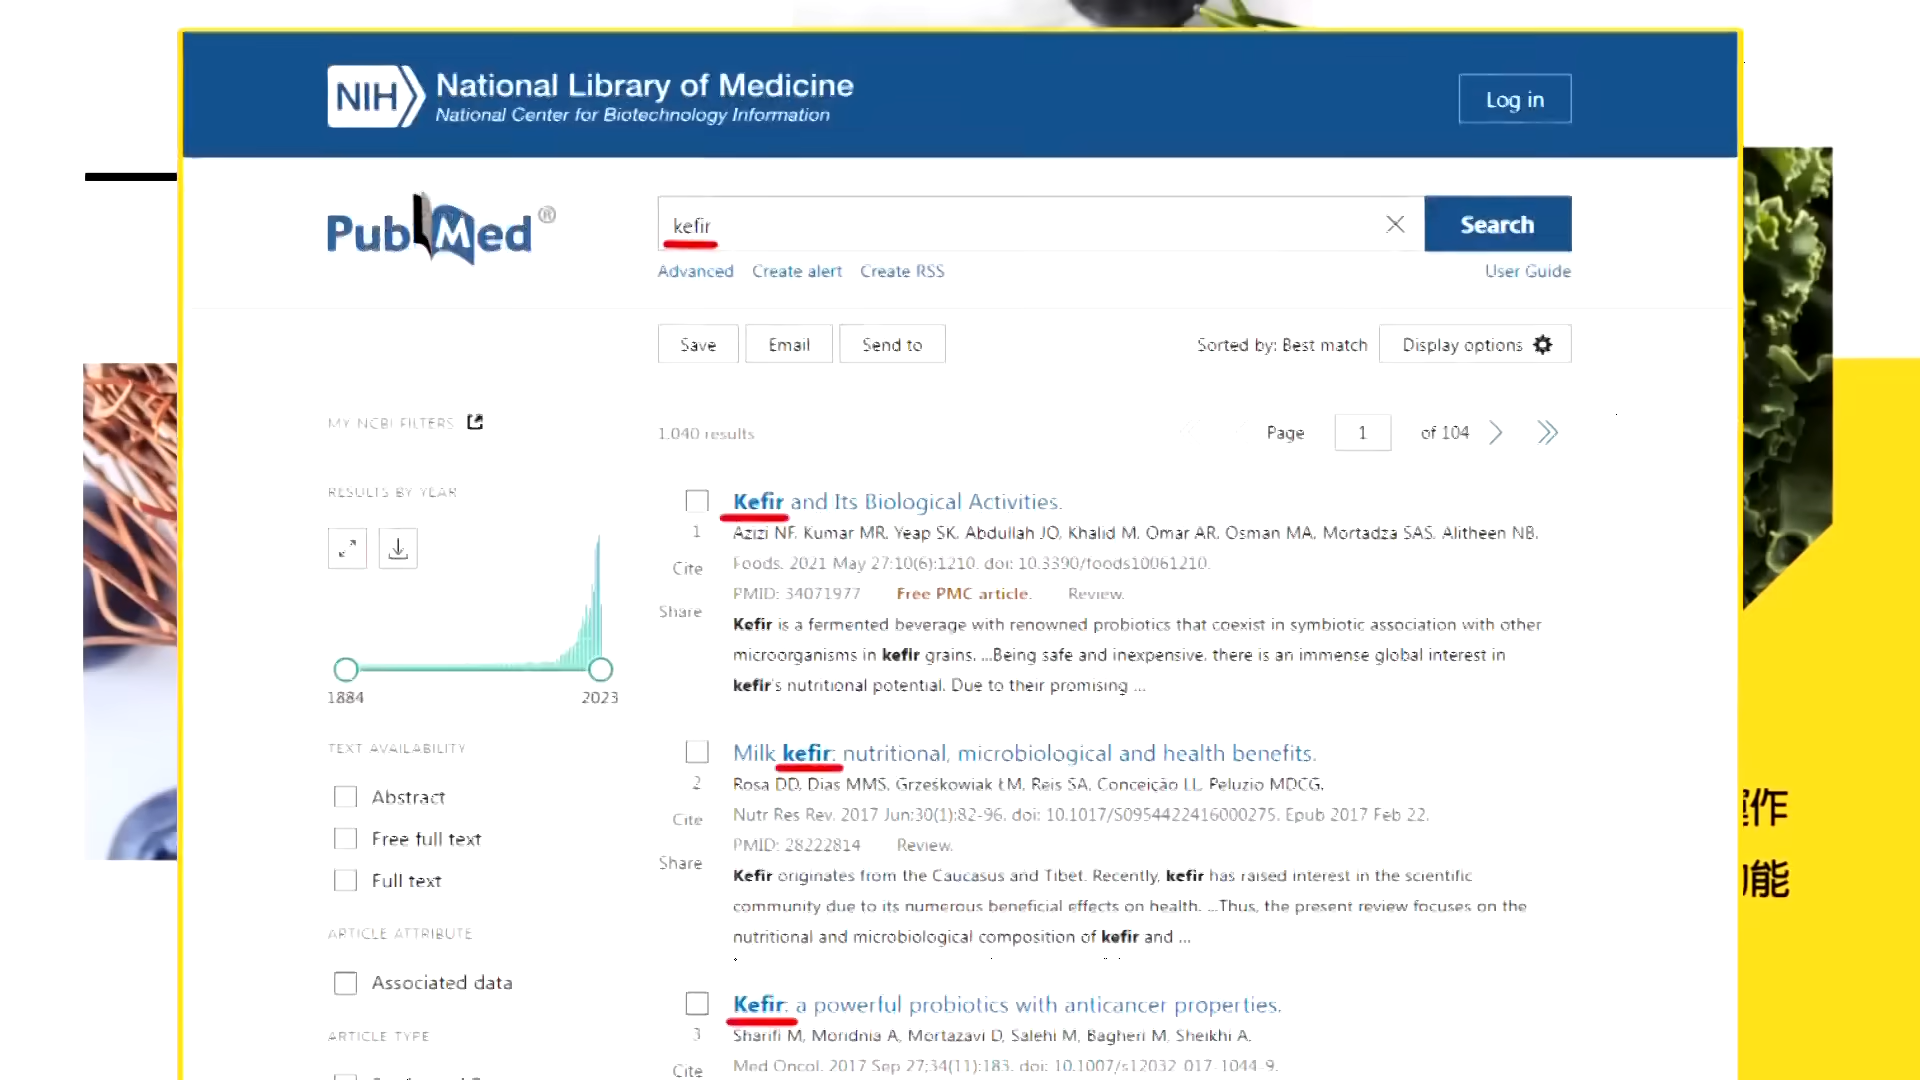 NIH National Library of Medicine
National Center for Biotechnology Information
Log in
PubMed®
kefir
Search
Advanced Create alert Create RSS
User Guide
Save Email Send to
Sorted by: Best match Display options
MY NCBI FILTERS
1,040 results
Page 1 of 104
RESULTS BY YEAR
1884 2023
TEXT AVAILABILITY
Abstract
Free full text
Full text
ARTICLE ATTRIBUTE
Associated data
ARTICLE TYPE
Kefir and Its Biological Activities.
1
Azizi NF, Kumar MR, Yeap SK, Abdullah JO, Khalid M, Omar AR, Osman MA, Mortadza SAS, Alitheen NB.
Cite
Foods. 2021 May 27;10(6):1210. doi: 10.3390/foods10061210.
PMID: 34071977 Free PMC article. Review.
Share
Kefir is a fermented beverage with renowned probiotics that coexist in symbiotic association with other
microorganisms in kefir grains. ...Being safe and inexpensive, there is an immense global interest in
kefir's nutritional potential. Due to their promising ...
Milk kefir: nutritional, microbiological and health benefits.
2
Rosa DD, Dias MMS, Grześkowiak ŁM, Reis SA, Conceição LL, Peluzio MDCG.
Cite
Nutr Res Rev. 2017 Jun;30(1):82-96. doi: 10.1017/S0954422416000275. Epub 2017 Feb 22.
PMID: 28222814 Review.
Share
Kefir originates from the Caucasus and Tibet. Recently, kefir has raised interest in the scientific
community due to its numerous beneficial effects on health. ...Thus, the present review focuses on the
nutritional and microbiological composition of kefir and ...
Kefir: a powerful probiotics with anticancer properties.
3
Sharifi M, Moridnia A, Mortazavi D, Salehi M, Bagheri M, Sheikhi A.
Cite
Med Oncol. 2017 Sep 27;34(11):183. doi: 10.1007/s12032-017-1044-9.
作
能